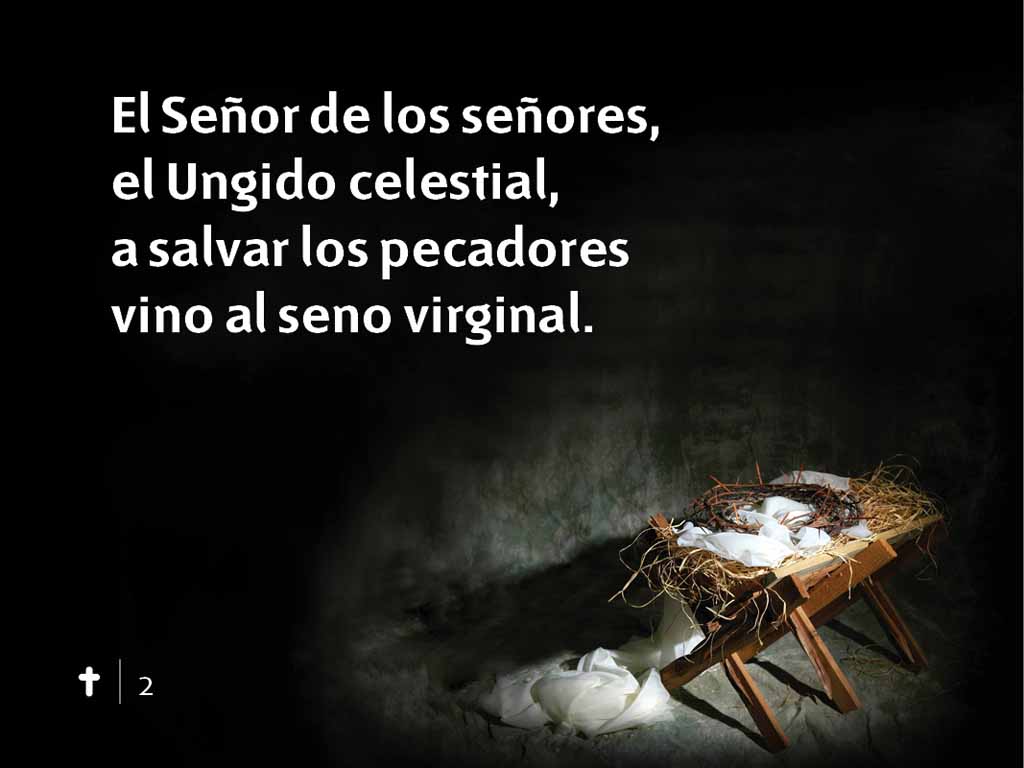 El Señor de los señores,
el Ungido celestial,
a salvar los pecadores
vino al seno virginal.
2